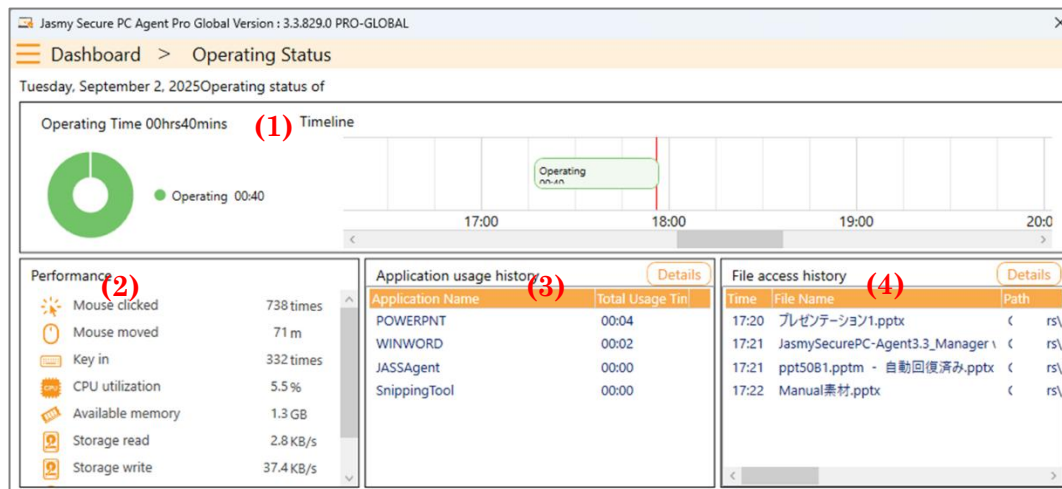 Jasmy Secure PC Agent Pro Global Version : 3.3.829.0 PRO-GLOBAL
Dashboard > Operating Status
Tuesday, September 2, 2025Operating status of
Operating Time 00hrs40mins (1) Timeline
Operating 00:40
Operating
00:40
17:00 18:00 19:00 20:0
Performance (2)
Mouse clicked 738 times
Mouse moved 71 m
Key in 332 times
CPU utilization 5.5 %
Available memory 1.3 GB
Storage read 2.8 KB/s
Storage write 37.4 KB/s
Application usage history (3) Details
Application Name Total Usage Tin
POWERPNT 00:04
WINWORD 00:02
JASSAgent 00:00
SnippingTool 00:00
File access history (4) Details
Time File Name Path
17:20 プレゼンテーション1.pptx C rs\
17:21 JasmySecurePC-Agent3.3_Manager C rs\
17:21 ppt50B1.pptm - 自動回復済み.pptx C rs\
17:22 Manual素材.pptx C rs\